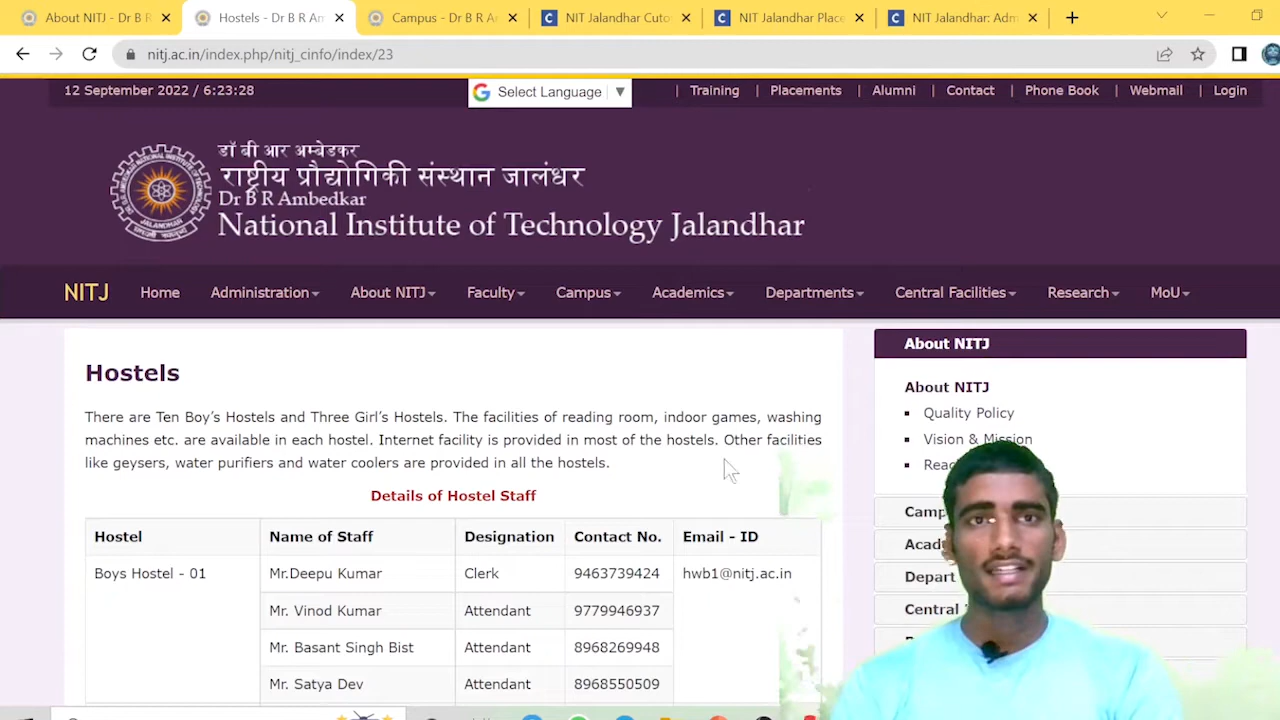 About NITJ - Dr B R
Hostels - Dr B R Am
Campus - Dr B R A
NIT Jalandhar Cuto
NIT Jalandhar Place
NIT Jalandhar: Adm
nitj.ac.in/index.php/nitj_cinfo/index/23
12 September 2022 / 6:23:28
Select Language ▼
| Training | Placements | Alumni | Contact | Phone Book | Webmail | Login
डॉ बी आर अम्बेडकर
राष्ट्रीय प्रौद्योगिकी संस्थान जालंधर
Dr B R Ambedkar
National Institute of Technology Jalandhar
NITJ Home Administration About NITJ Faculty Campus Academics Departments Central Facilities Research MoU
Hostels
There are Ten Boy's Hostels and Three Girl's Hostels. The facilities of reading room, indoor games, washing
machines etc. are available in each hostel. Internet facility is provided in most of the hostels. Other facilities
like geysers, water purifiers and water coolers are provided in all the hostels.
Details of Hostel Staff
Hostel Name of Staff Designation Contact No. Email - ID
Boys Hostel - 01 Mr.Deepu Kumar Clerk 9463739424 hwb1@nitj.ac.in
Mr. Vinod Kumar Attendant 9779946937
Mr. Basant Singh Bist Attendant 8968269948
Mr. Satya Dev Attendant 8968550509
About NITJ
About NITJ
Quality Policy
Vision & Mission
Rea
Camp
Acad
Depart
Central